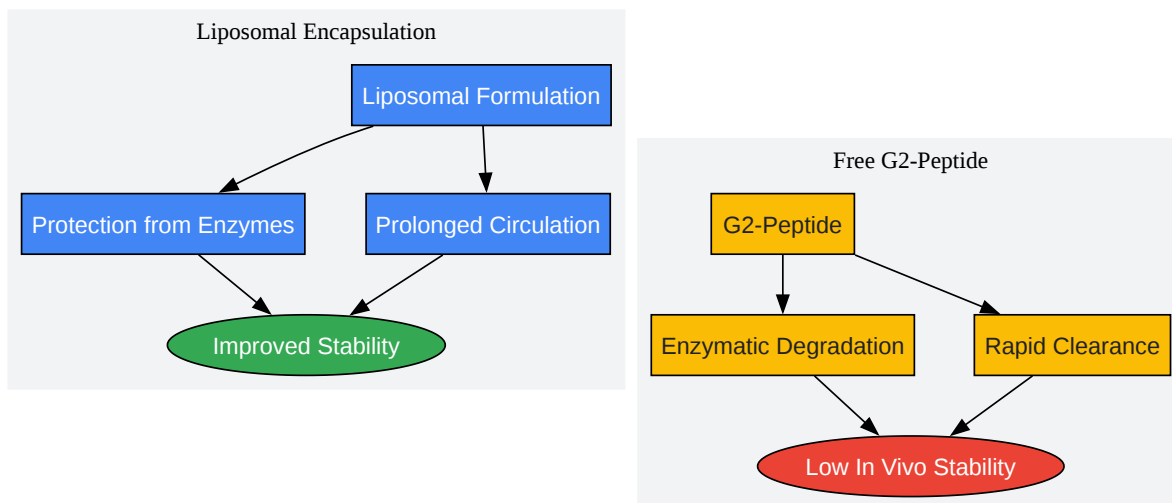 Liposomal Encapsulation
Liposomal Formulation
Protection from Enzymes
Prolonged Circulation
Improved Stability
Free G2-Peptide
G2-Peptide
Enzymatic Degradation
Rapid Clearance
Low In Vivo Stability